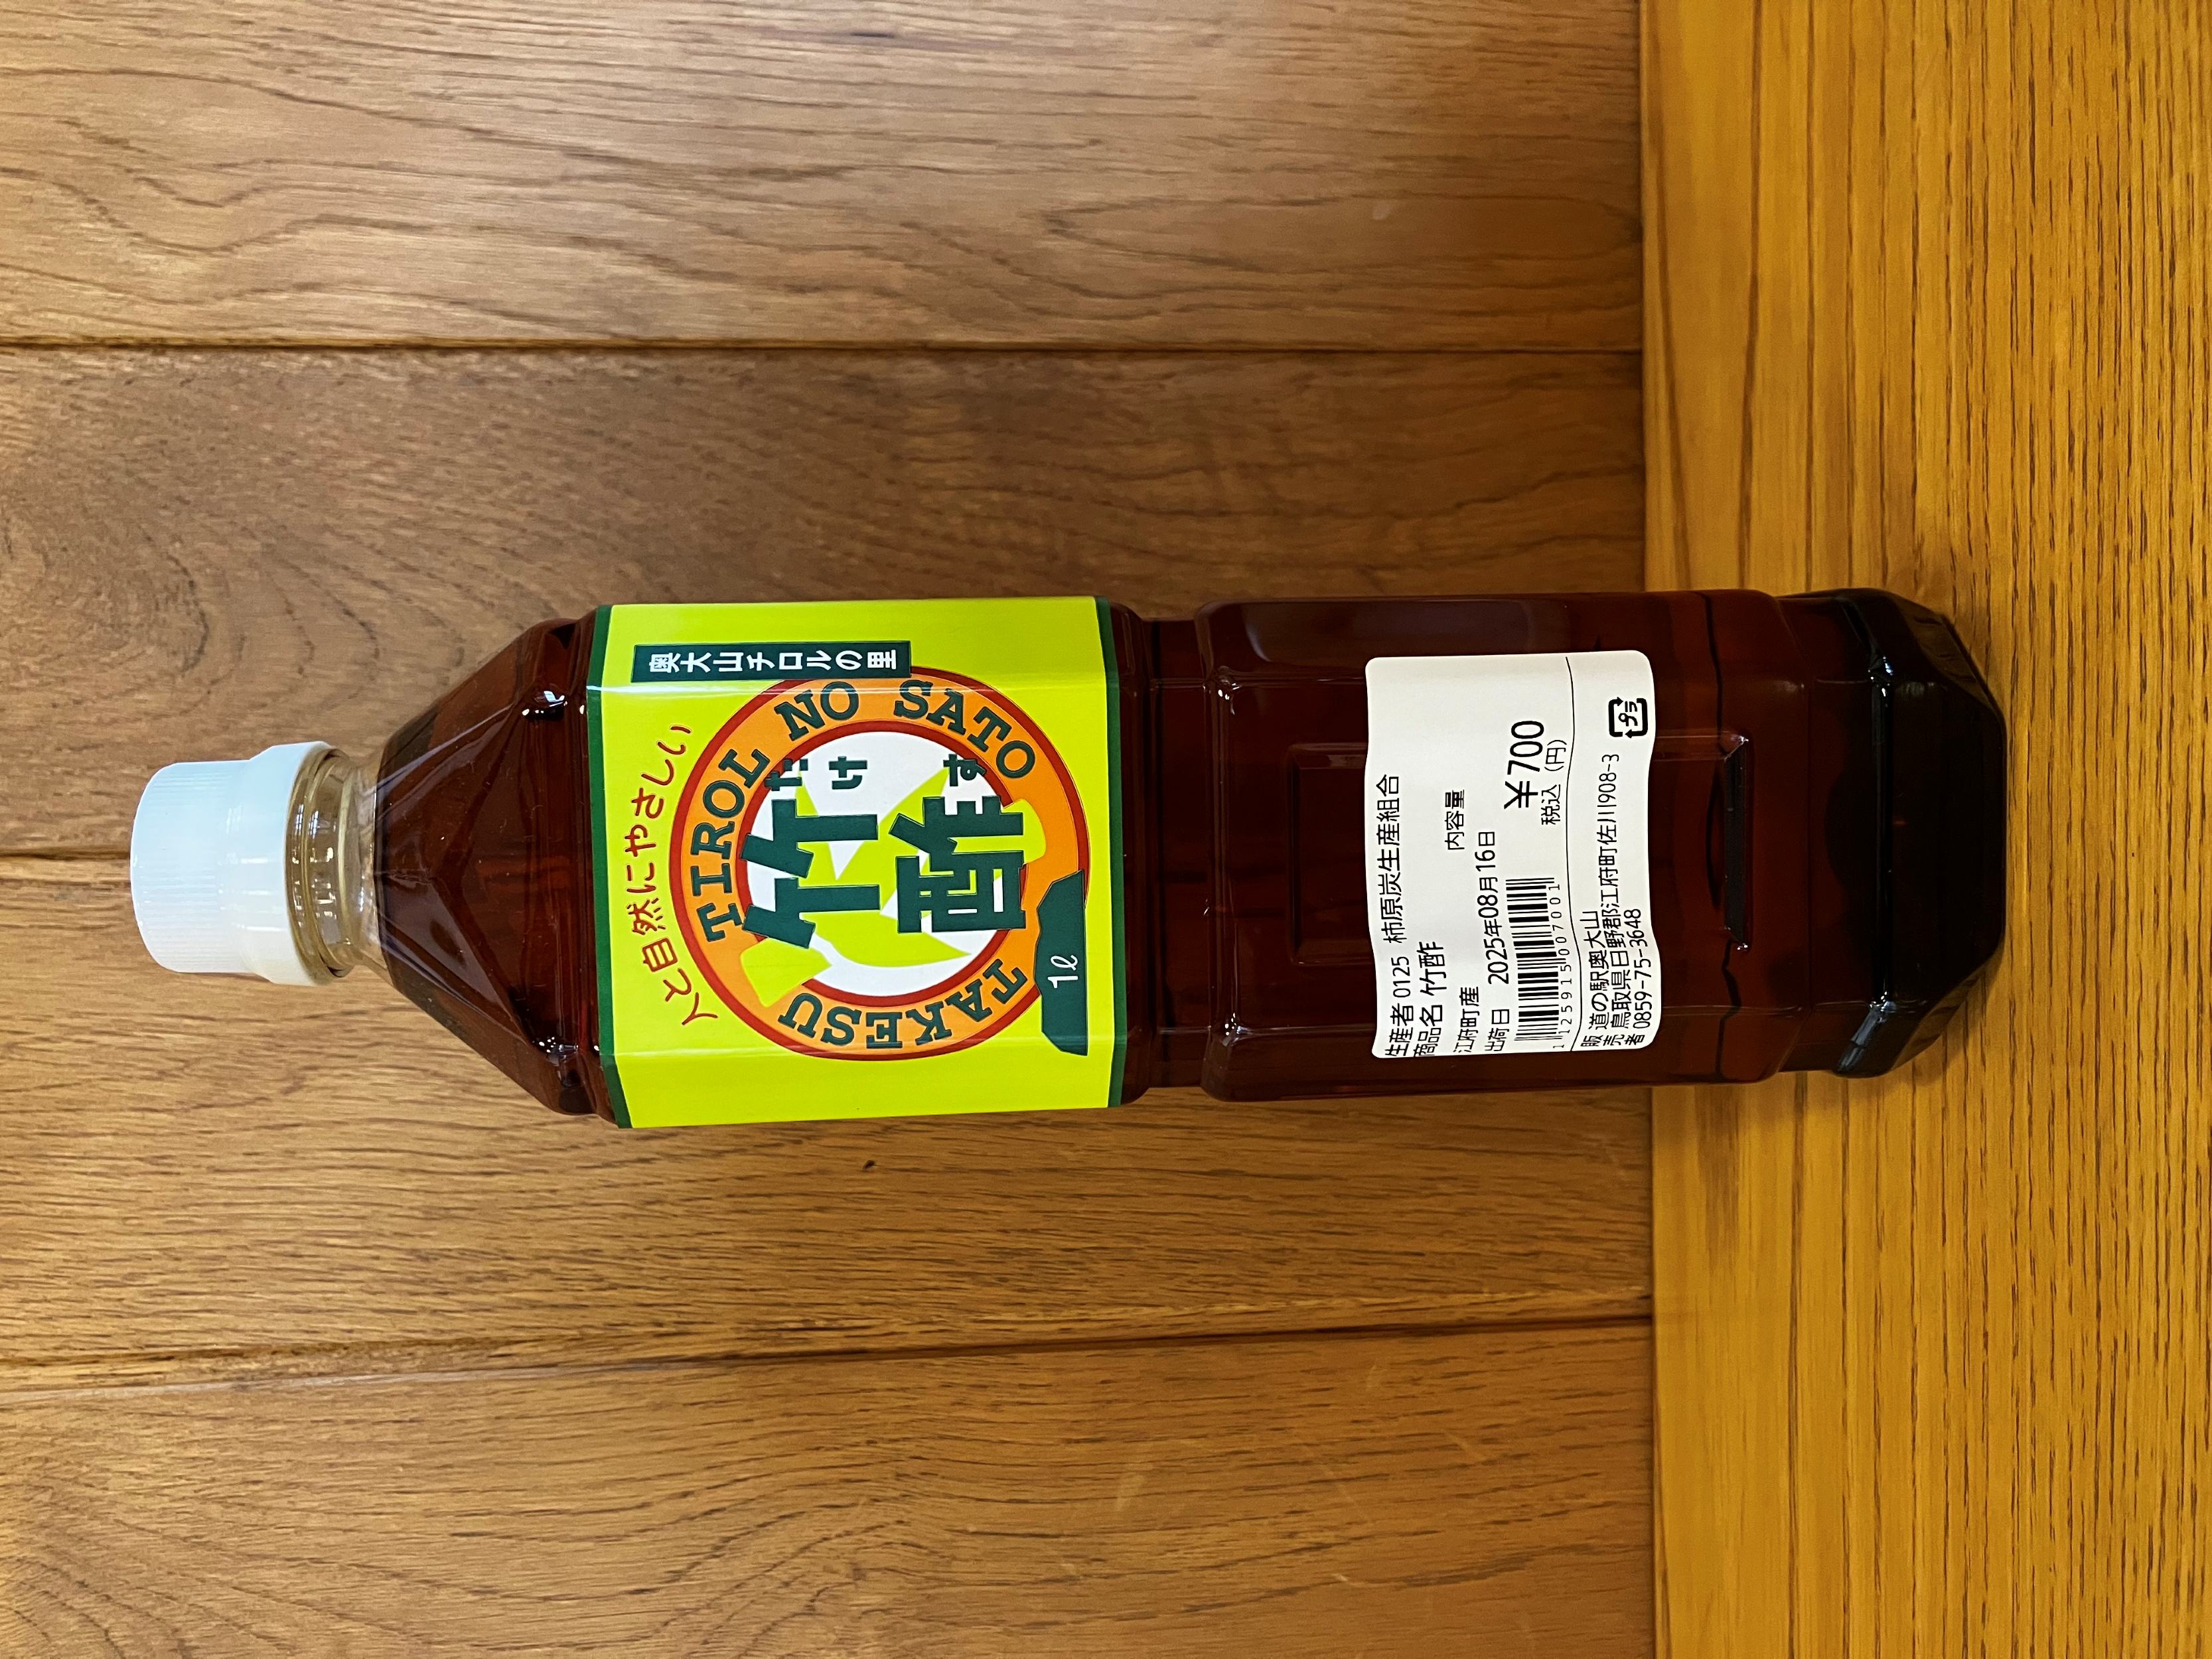 奥大山チロルの里
人と自然にやさしい
TIROL NO SATO
たけ
竹
す
酢
TAKESU
1ℓ
生産者 0125 柿原炭生産組合
商品名 竹酢
江府町産 内容量
出荷日 2025年08月16日
¥700
税込 (円)
1125915007001
販売者 道の駅奥大山
鳥取県日野郡江府町佐川908-3
0859-75-3648
プラ